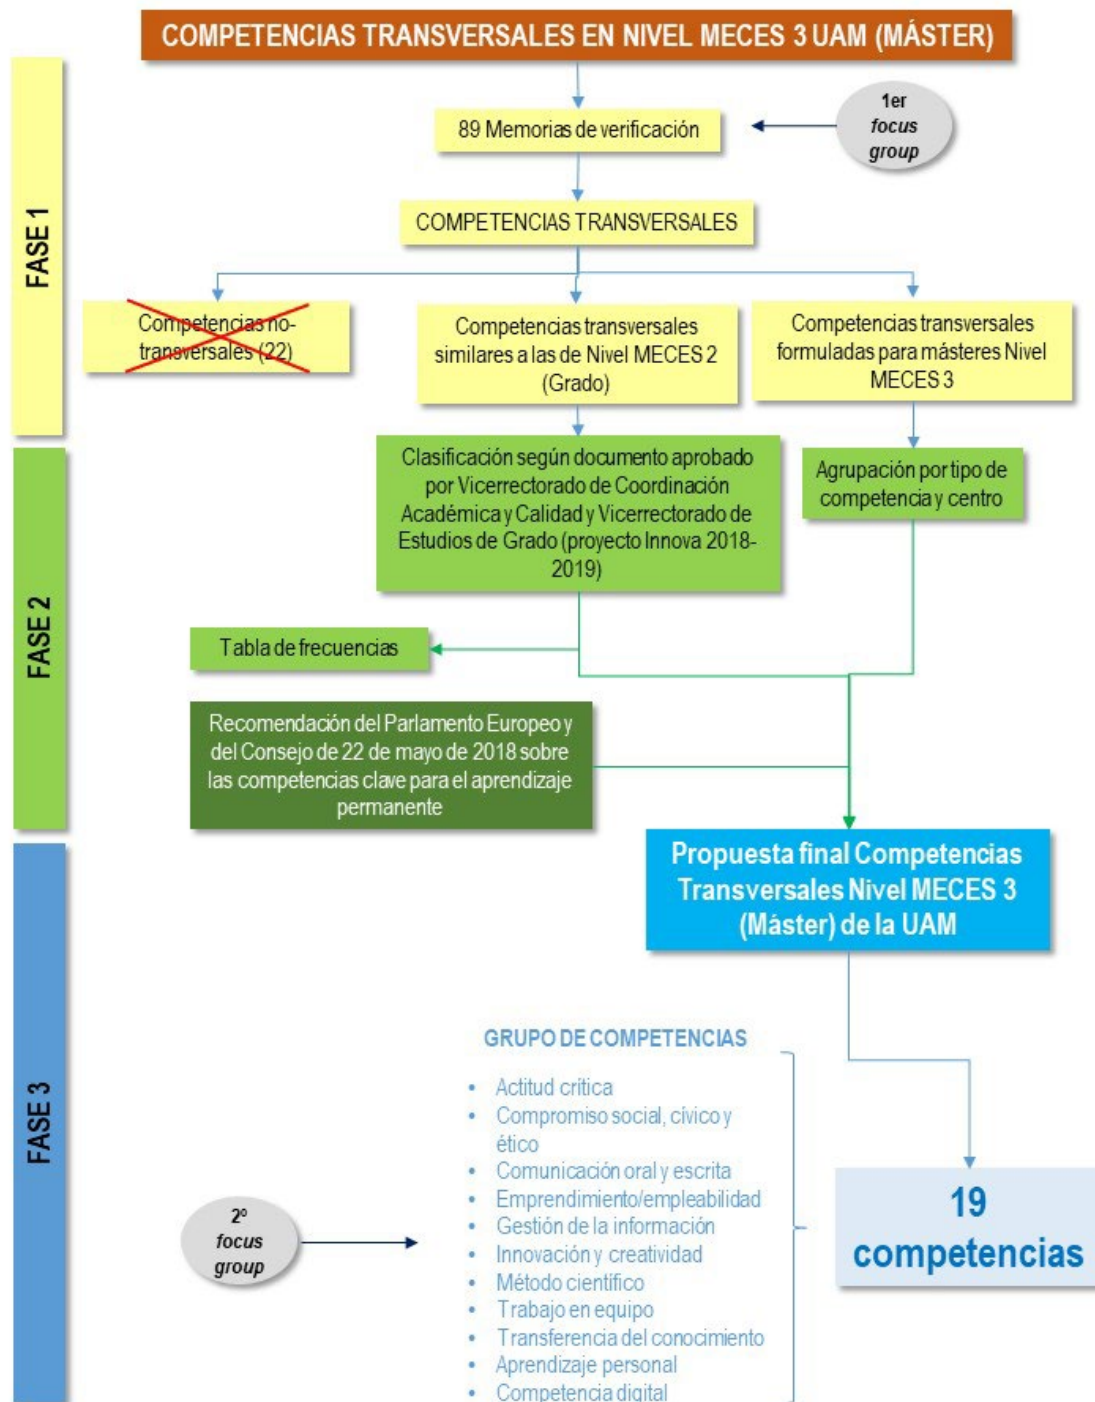 COMPETENCIAS TRANSVERSALES EN NIVEL MECES 3 UAM (MÁSTER)
FASE 1
89 Memorias de verificación
1er
focus
group
COMPETENCIAS TRANSVERSALES
Competencias no-
transversales (22)
Competencias transversales
similares a las de Nivel MECES 2
(Grado)
Competencias transversales
formuladas para másteres Nivel
MECES 3
FASE 2
Clasificación según documento aprobado
por Vicerrectorado de Coordinación
Académica y Calidad y Vicerrectorado de
Estudios de Grado (proyecto Innova 2018-
2019)
Agrupación por tipo de
competencia y centro
Tabla de frecuencias
Recomendación del Parlamento Europeo y
del Consejo de 22 de mayo de 2018 sobre
las competencias clave para el aprendizaje
permanente
FASE 3
Propuesta final Competencias
Transversales Nivel MECES 3
(Máster) de la UAM
2º
focus
group
GRUPO DE COMPETENCIAS
• Actitud crítica
• Compromiso social, cívico y
ético
• Comunicación oral y escrita
• Emprendimiento/empleabilidad
• Gestión de la información
• Innovación y creatividad
• Método científico
• Trabajo en equipo
• Transferencia del conocimiento
• Aprendizaje personal
• Competencia digital
19
competencias